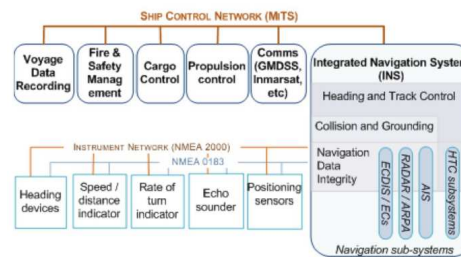 SHIP CONTROL NETWORK (MiTS)
Voyage
Data
Recording
Fire &
Safety
Manag
ement
Cargo
Control
Propulsion
control
Comms
(GMDSS,
Inmarsat,
etc)
Integrated Navigation System
(INS)
Heading and Track Control
Collision and Grounding
Navigation
Data
Integrity
ECDIS / ECs
RADAR / ARPA
AIS
HTC subsystems
Navigation sub-systems
INSTRUMENT NETWORK (NMEA 2000)
NMEA 0183
Heading
devices
Speed /
distance
indicator
Rate of
turn
indicator
Echo
sounder
Positioning
sensors